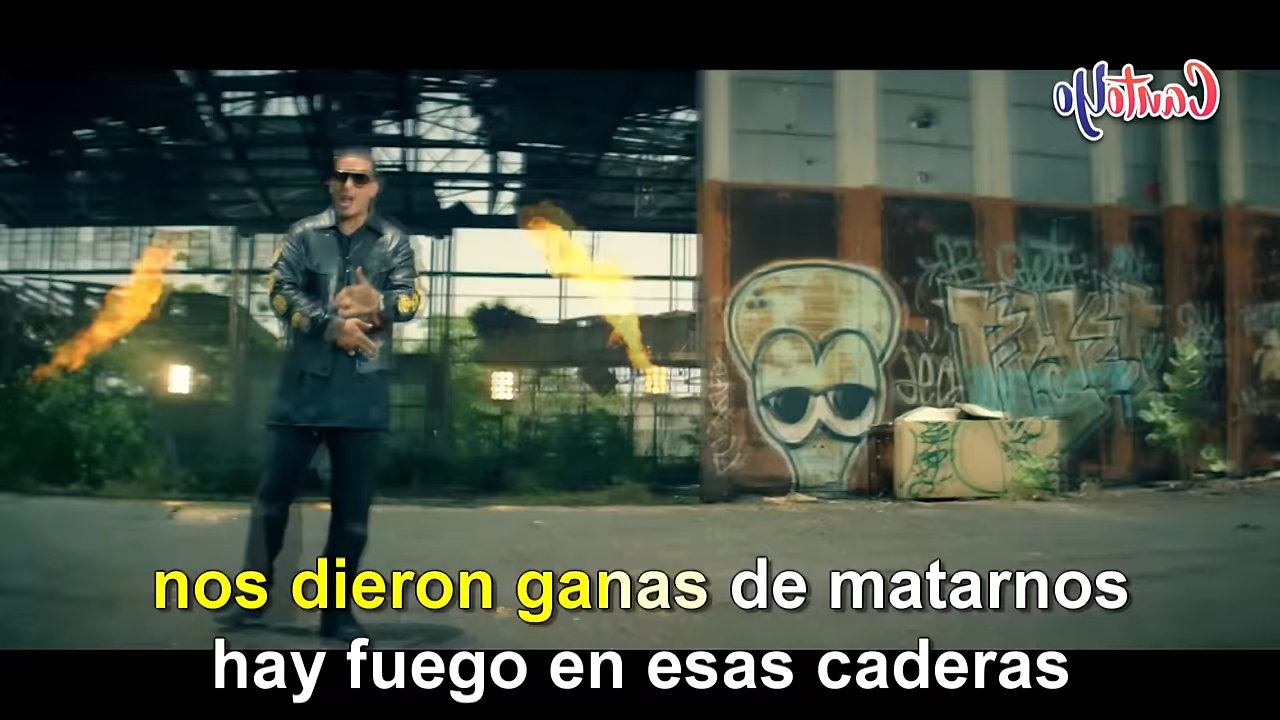 CantoYo
nos dieron ganas de matarnos
hay fuego en esas caderas